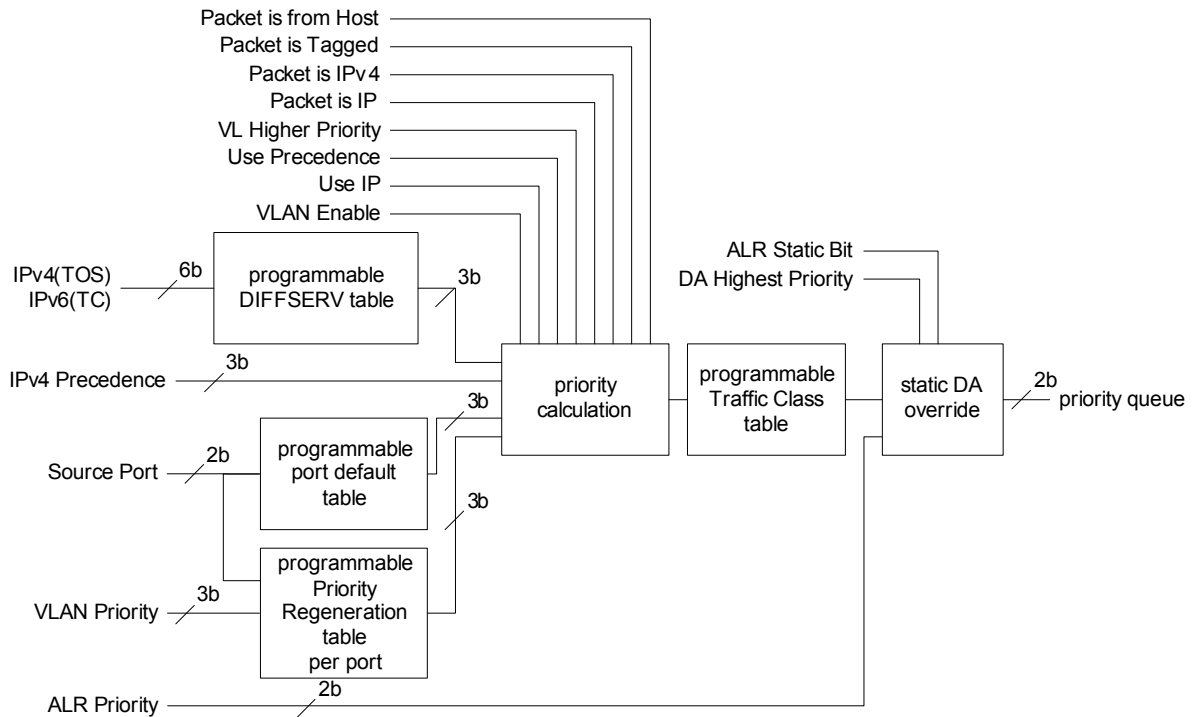 Packet is from Host
Packet is Tagged
Packet is IPv4
Packet is IP
VL Higher Priority
Use Precedence
Use IP
VLAN Enable
IPv4(TOS)
IPv6(TC)
6b
programmable
DIFFSERV table
3b
ALR Static Bit
DA Highest Priority
IPv4 Precedence
3b
priority
calculation
programmable
Traffic Class
table
static DA
override
2b
priority queue
Source Port
2b
programmable
port default
table
3b
VLAN Priority
3b
programmable
Priority
Regeneration
table
per port
3b
ALR Priority
2b